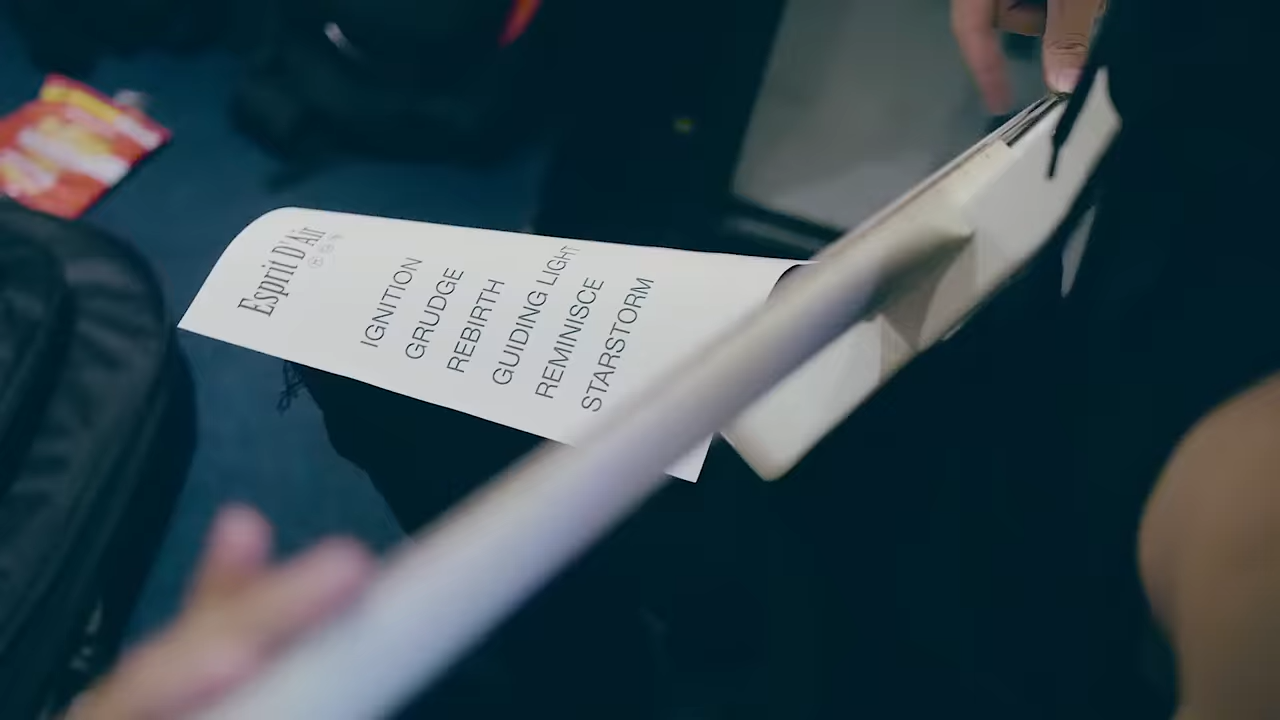 Esprit D'Air
IGNITION
GRUDGE
REBIRTH
GUIDING LIGHT
REMINISCE
STARSTORM